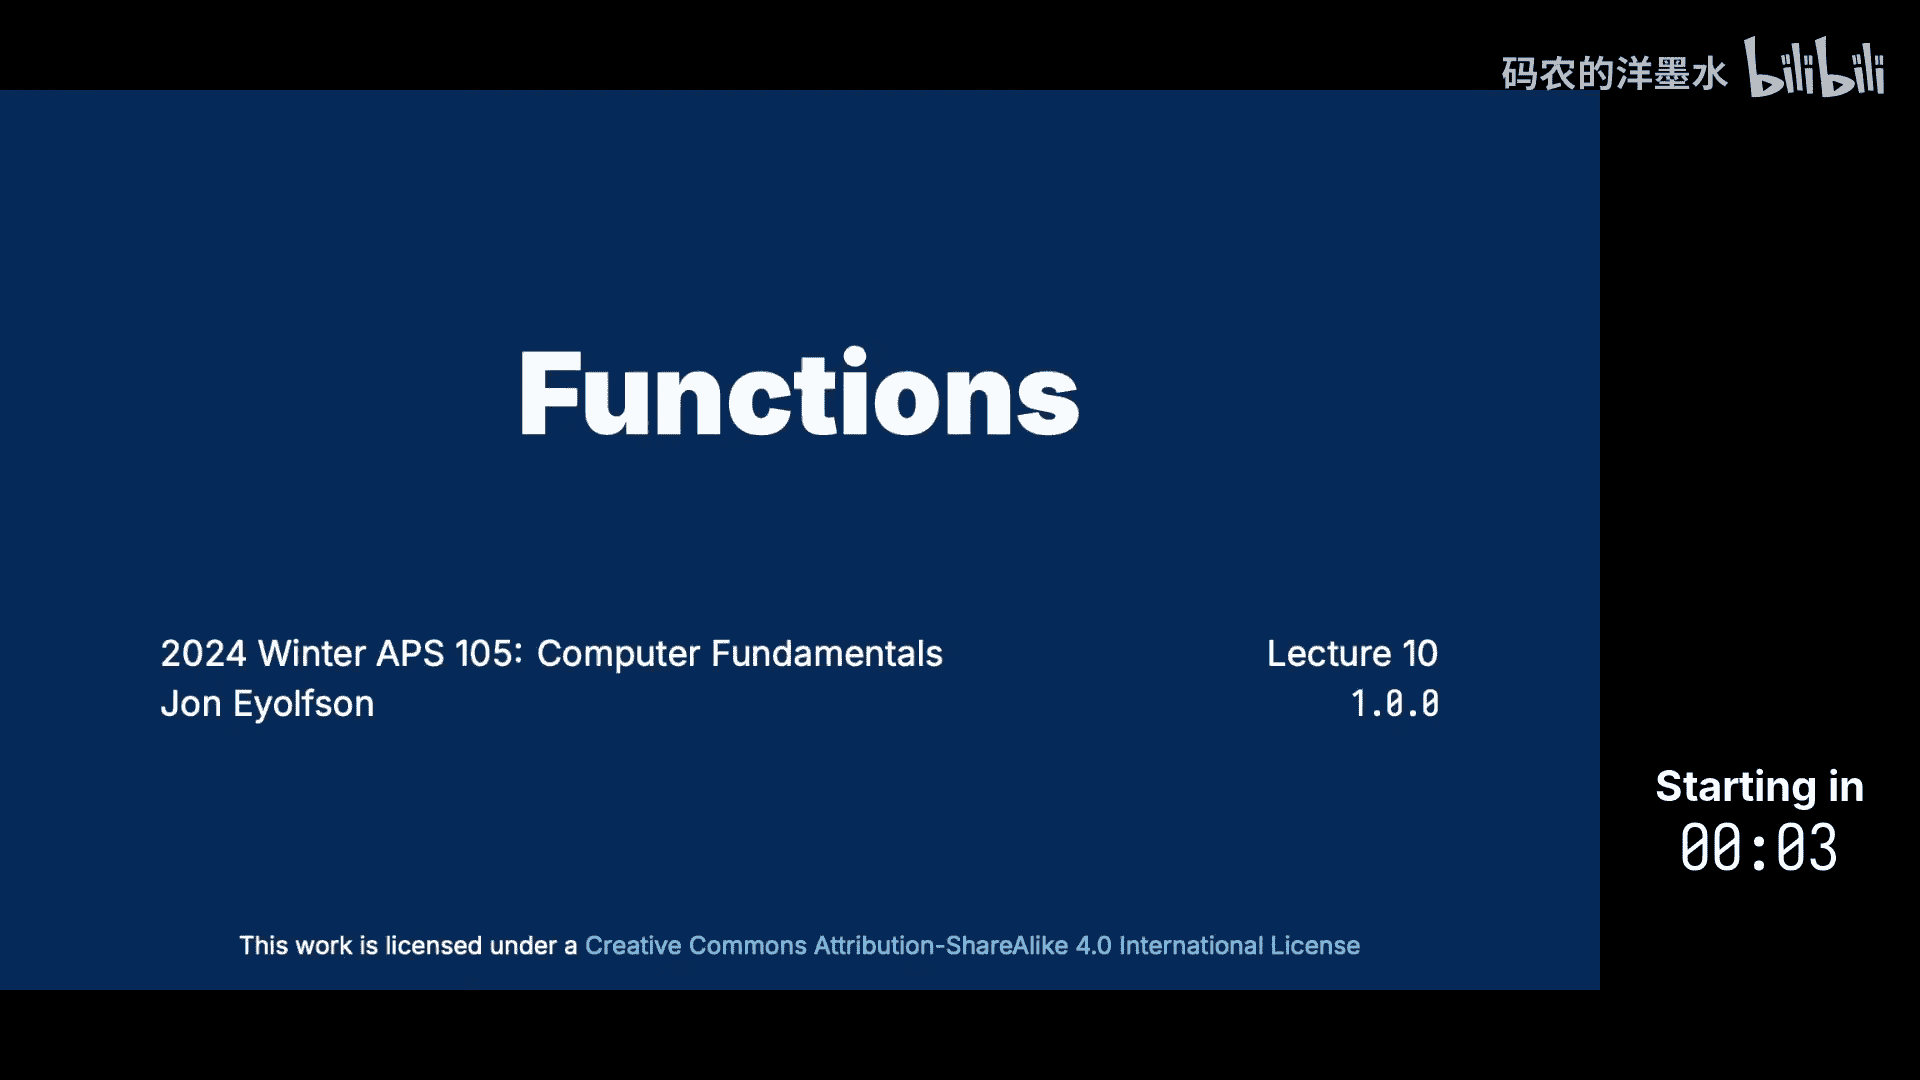 码农的洋墨水 bilibili
Functions
2024 Winter APS 105: Computer Fundamentals
Jon Eyolfson
Lecture 10
1.0.0
Starting in
00:03
This work is licensed under a Creative Commons Attribution-ShareAlike 4.0 International License